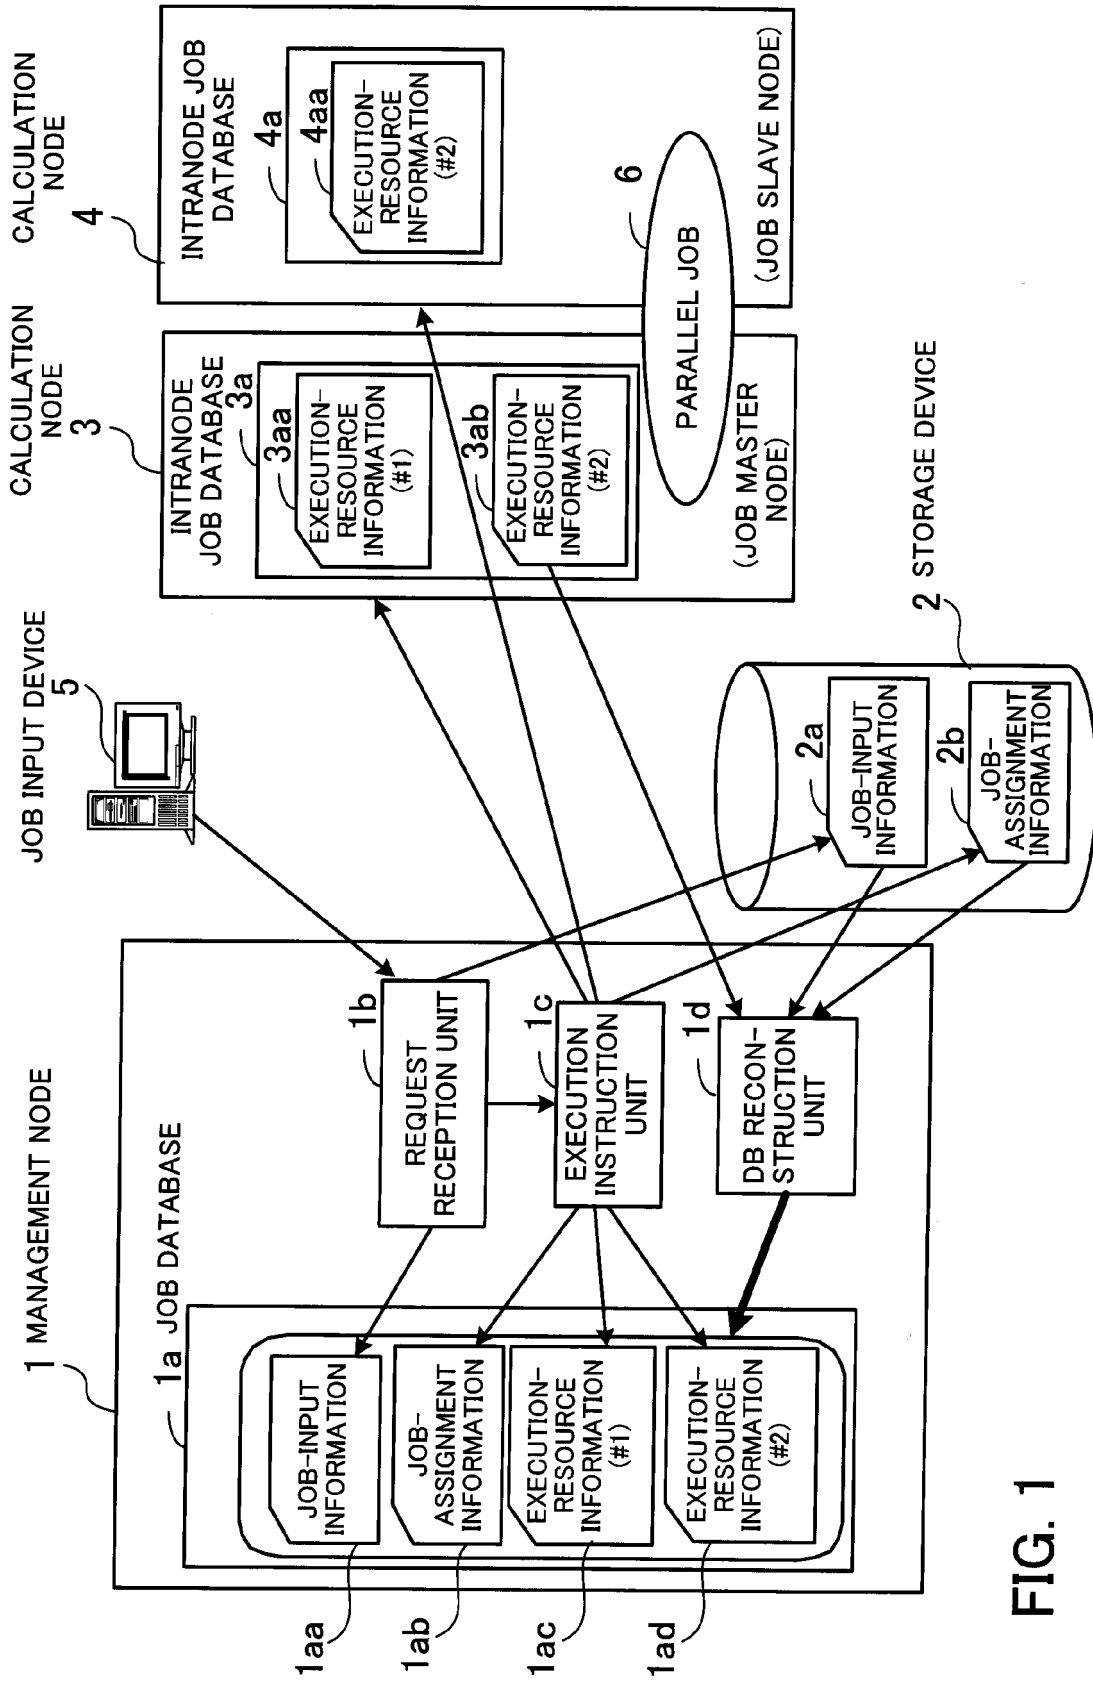 1 MANAGEMENT NODE
1a JOB DATABASE
1aa
JOB-INPUT
INFORMATION
1ab
JOB-
ASSIGNMENT
INFORMATION
1ac
EXECUTION-
RESOURCE
INFORMATION
(#1)
1ad
EXECUTION-
RESOURCE
INFORMATION
(#2)
1b
REQUEST
RECEPTION UNIT
1c
EXECUTION
INSTRUCTION
UNIT
1d
DB RECON-
STRUCTION
UNIT
JOB INPUT DEVICE
5
2 STORAGE DEVICE
2a
JOB-INPUT
INFORMATION
2b
JOB-
ASSIGNMENT
INFORMATION
CALCULATION
NODE
3
INTRANODE
JOB DATABASE
3a
3aa
EXECUTION-
RESOURCE
INFORMATION
(#1)
3ab
EXECUTION-
RESOURCE
INFORMATION
(#2)
(JOB MASTER
NODE)
CALCULATION
NODE
4
INTRANODE JOB
DATABASE
4a
4aa
EXECUTION-
RESOURCE
INFORMATION
(#2)
6
PARALLEL JOB
(JOB SLAVE NODE)
FIG. 1